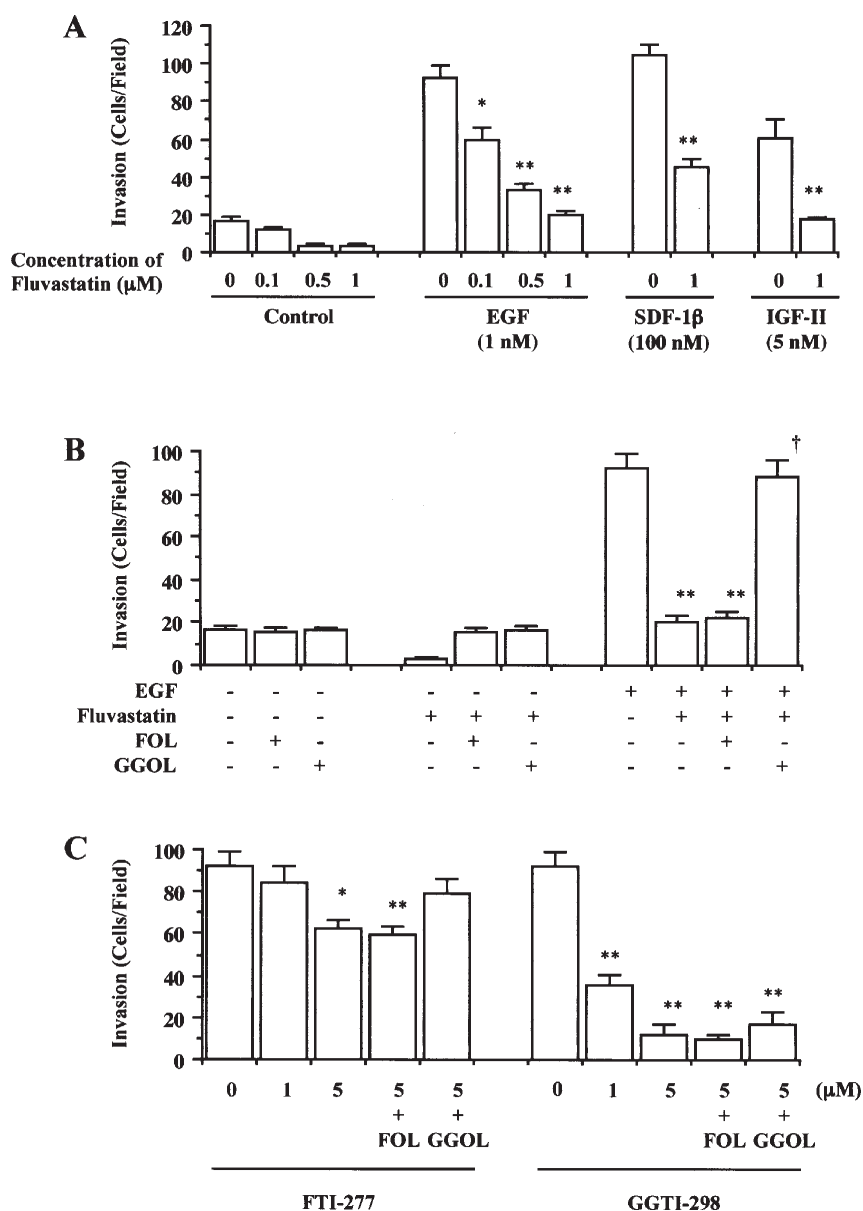 A
Invasion (Cells/Field)
120
100
80
60
40
20
0
*
**
**
**
**
Concentration of
Fluvastatin (μM)
0 0.1 0.5 1 0 0.1 0.5 1 0 1 0 1
Control EGF SDF-1β IGF-II
(1 nM) (100 nM) (5 nM)
B
Invasion (Cells/Field)
100
80
60
40
20
0
** ** †
EGF - - - - - - + + + +
Fluvastatin - - - + + + - + + +
FOL - + - - + - - - + -
GGOL - - + - - + - - - +
C
Invasion (Cells/Field)
100
80
60
40
20
0
* ** ** ** ** **
0 1 5 5 5 0 1 5 5 5 (μM)
+ + + +
FOL GGOL FOL GGOL
FTI-277 GGTI-298